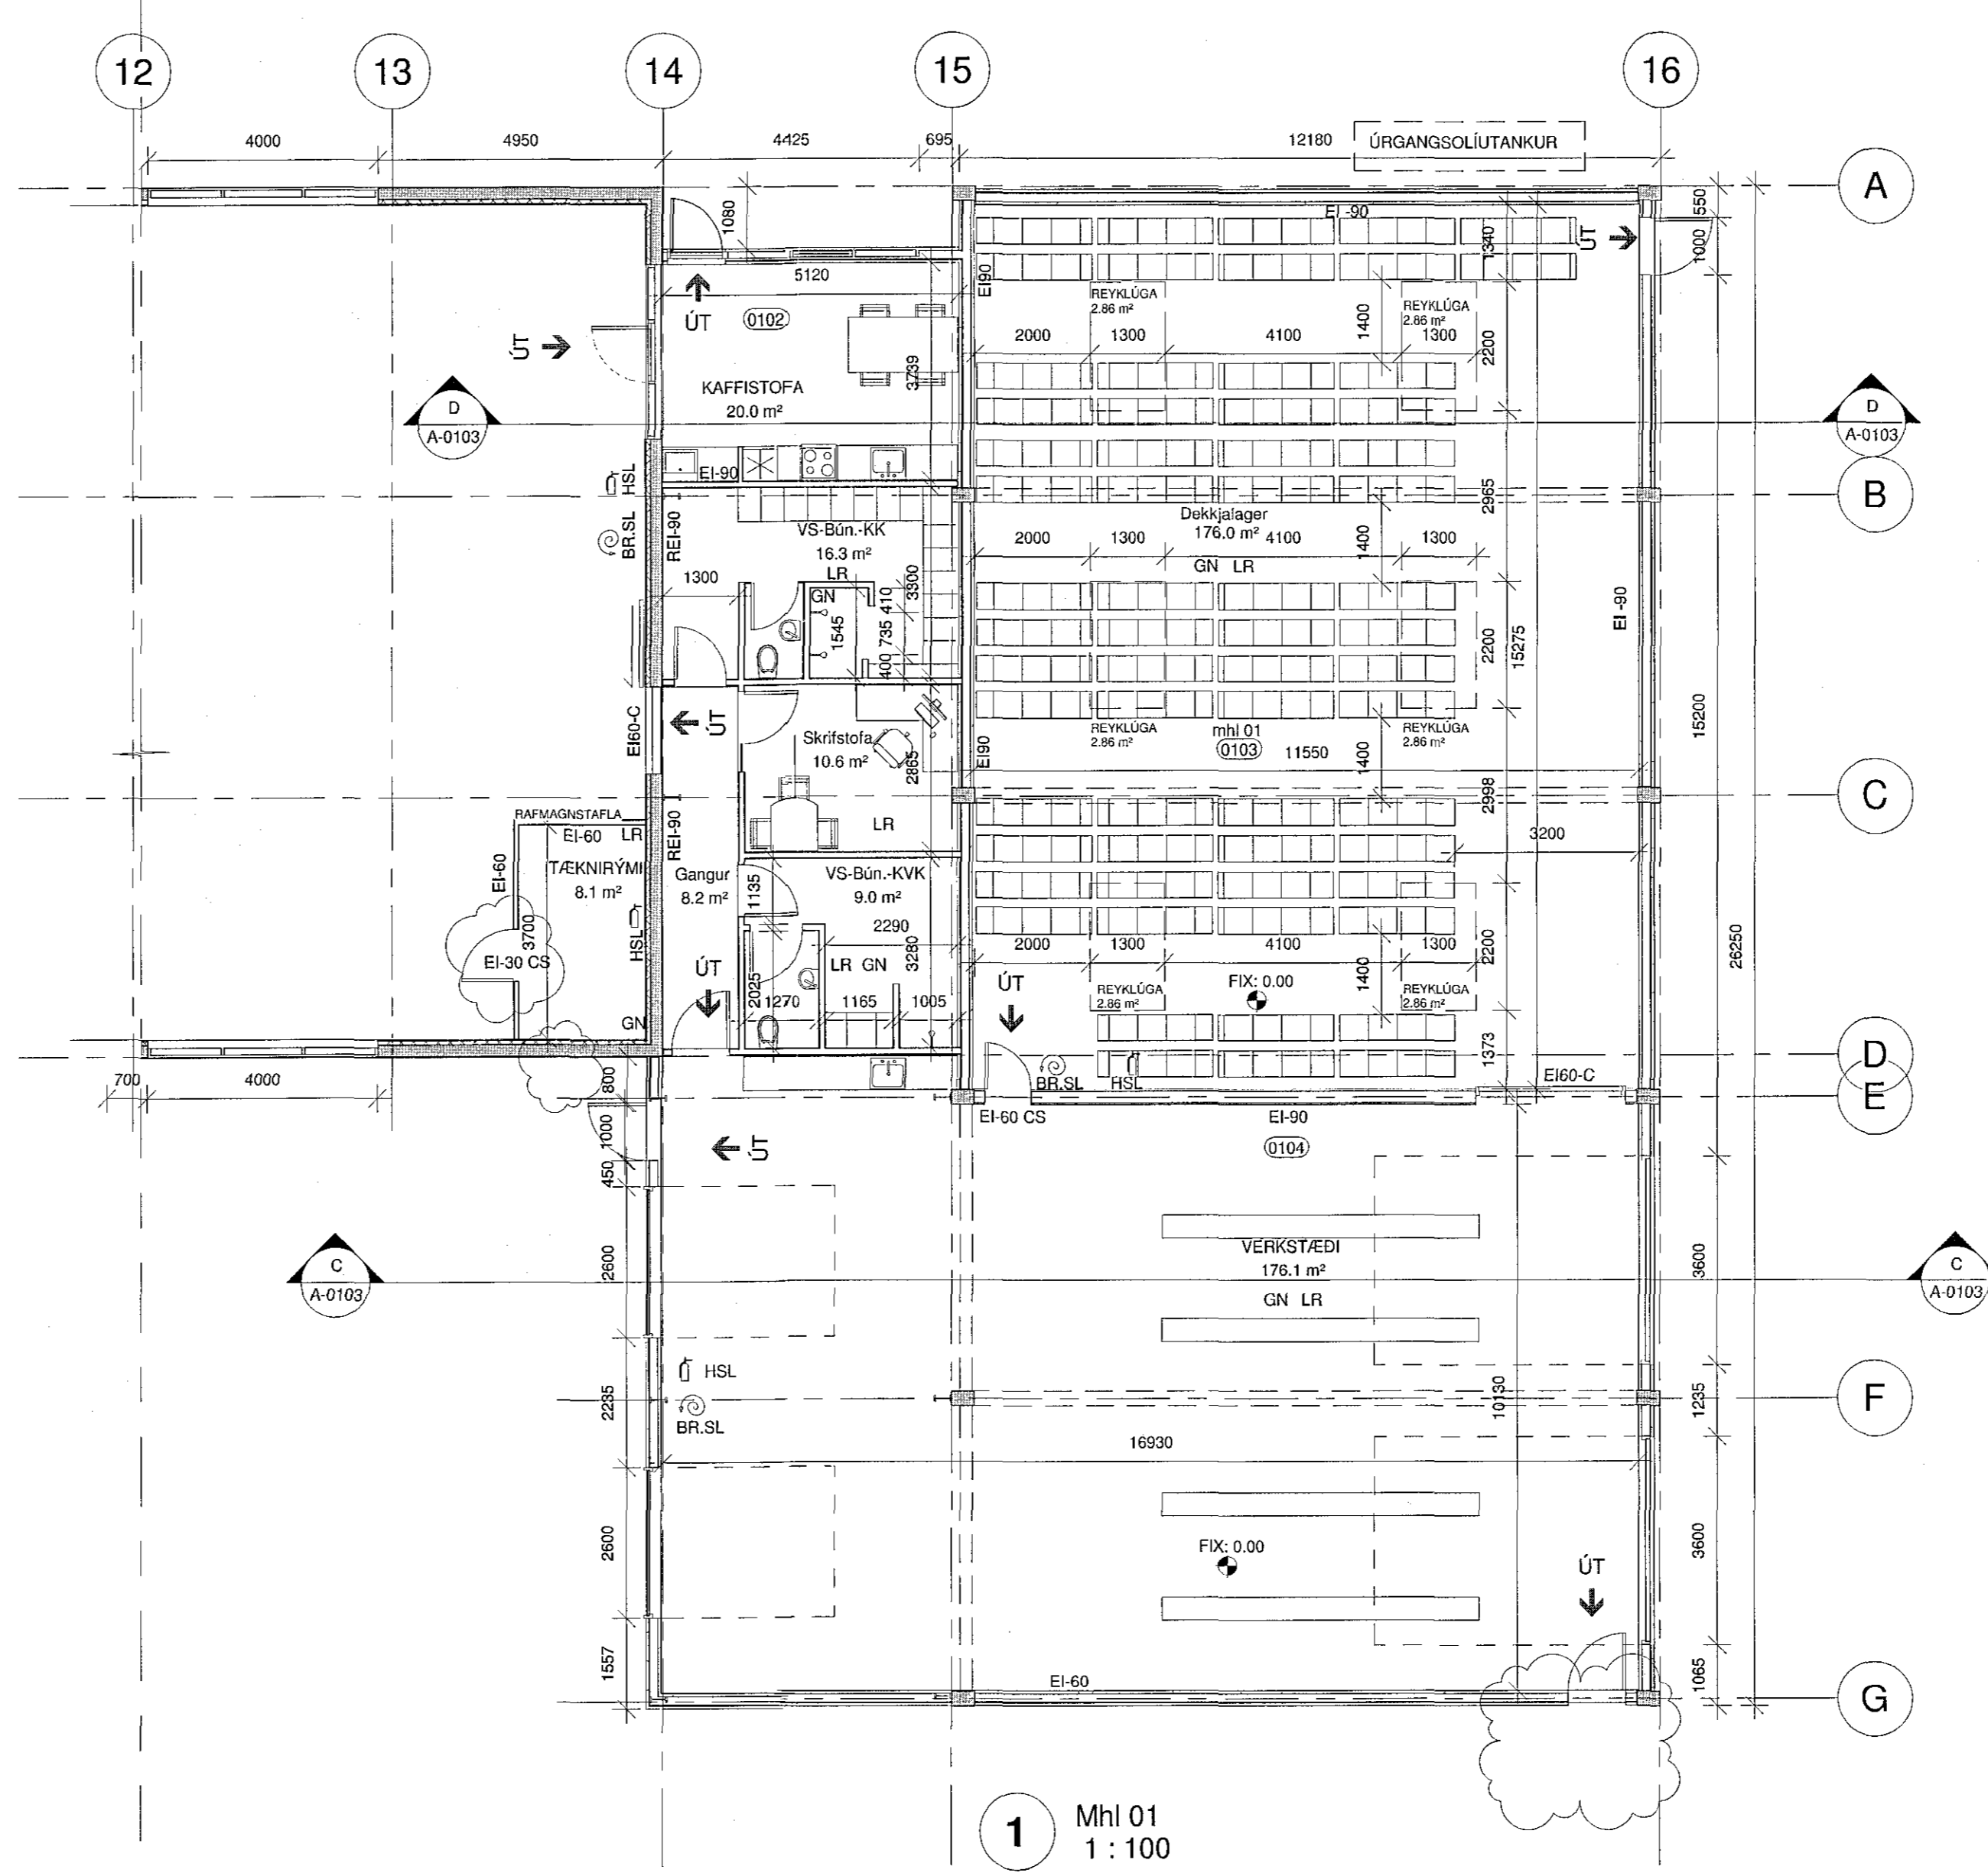 12 13 14 15 16
4000 4950 4425 695 12180 ÚRGANGSOLÍUTANKUR
A
1080
550
1000
EI -90
1340
ÚT
5120
EI90
ÚT
0102
REYKLÚGA
2.86 m²
REYKLÚGA
2.86 m²
1400
ÚT
2000 1300 4100 1300
2200
3739
KAFFISTOFA
20.0 m²
D
A-0103
D
A-0103
EI-90
HSL
B
2965
BR.SL
REI-90
VS-Bún.-KK
16.3 m²
LR
Dekkjalager
176.0 m²
2000 1300 4100 1300
1400
GN LR
1300
GN
1545
410
735
400
3300
EI -90
2200
15275
15200
EI60-C
ÚT
Skrifstofa
10.6 m²
2865
EI90
REYKLÚGA
2.86 m²
mhl 01
0103
11550
REYKLÚGA
2.86 m²
1400
C
2998
RAFMAGNSTAFLA
EI-60 LR
LR
3200
EI-60
TÆKNIRÝMI
8.1 m²
REI-90
Gangur
8.2 m²
1135
VS-Bún.-KVK
9.0 m²
2290
3700
HSL
EI-30 CS
3280
LR GN
2000 1300 4100 1300
2200
26250
ÚT
2025
1270 1165 1005
ÚT
REYKLÚGA
2.86 m²
FIX: 0.00
1400
REYKLÚGA
2.86 m²
GN
D
1373
700 4000
800
BR.SL
HSL
EI60-C
E
EI-60 CS
EI-90
1000
ÚT
0104
450
2600
VERKSTÆÐI
176.1 m²
GN LR
3600
C
A-0103
C
A-0103
HSL
2235
BR.SL
10130
1235
F
16930
2600
FIX: 0.00
3600
ÚT
1557
EI-60
1065
G
1
Mhl 01
1 : 100